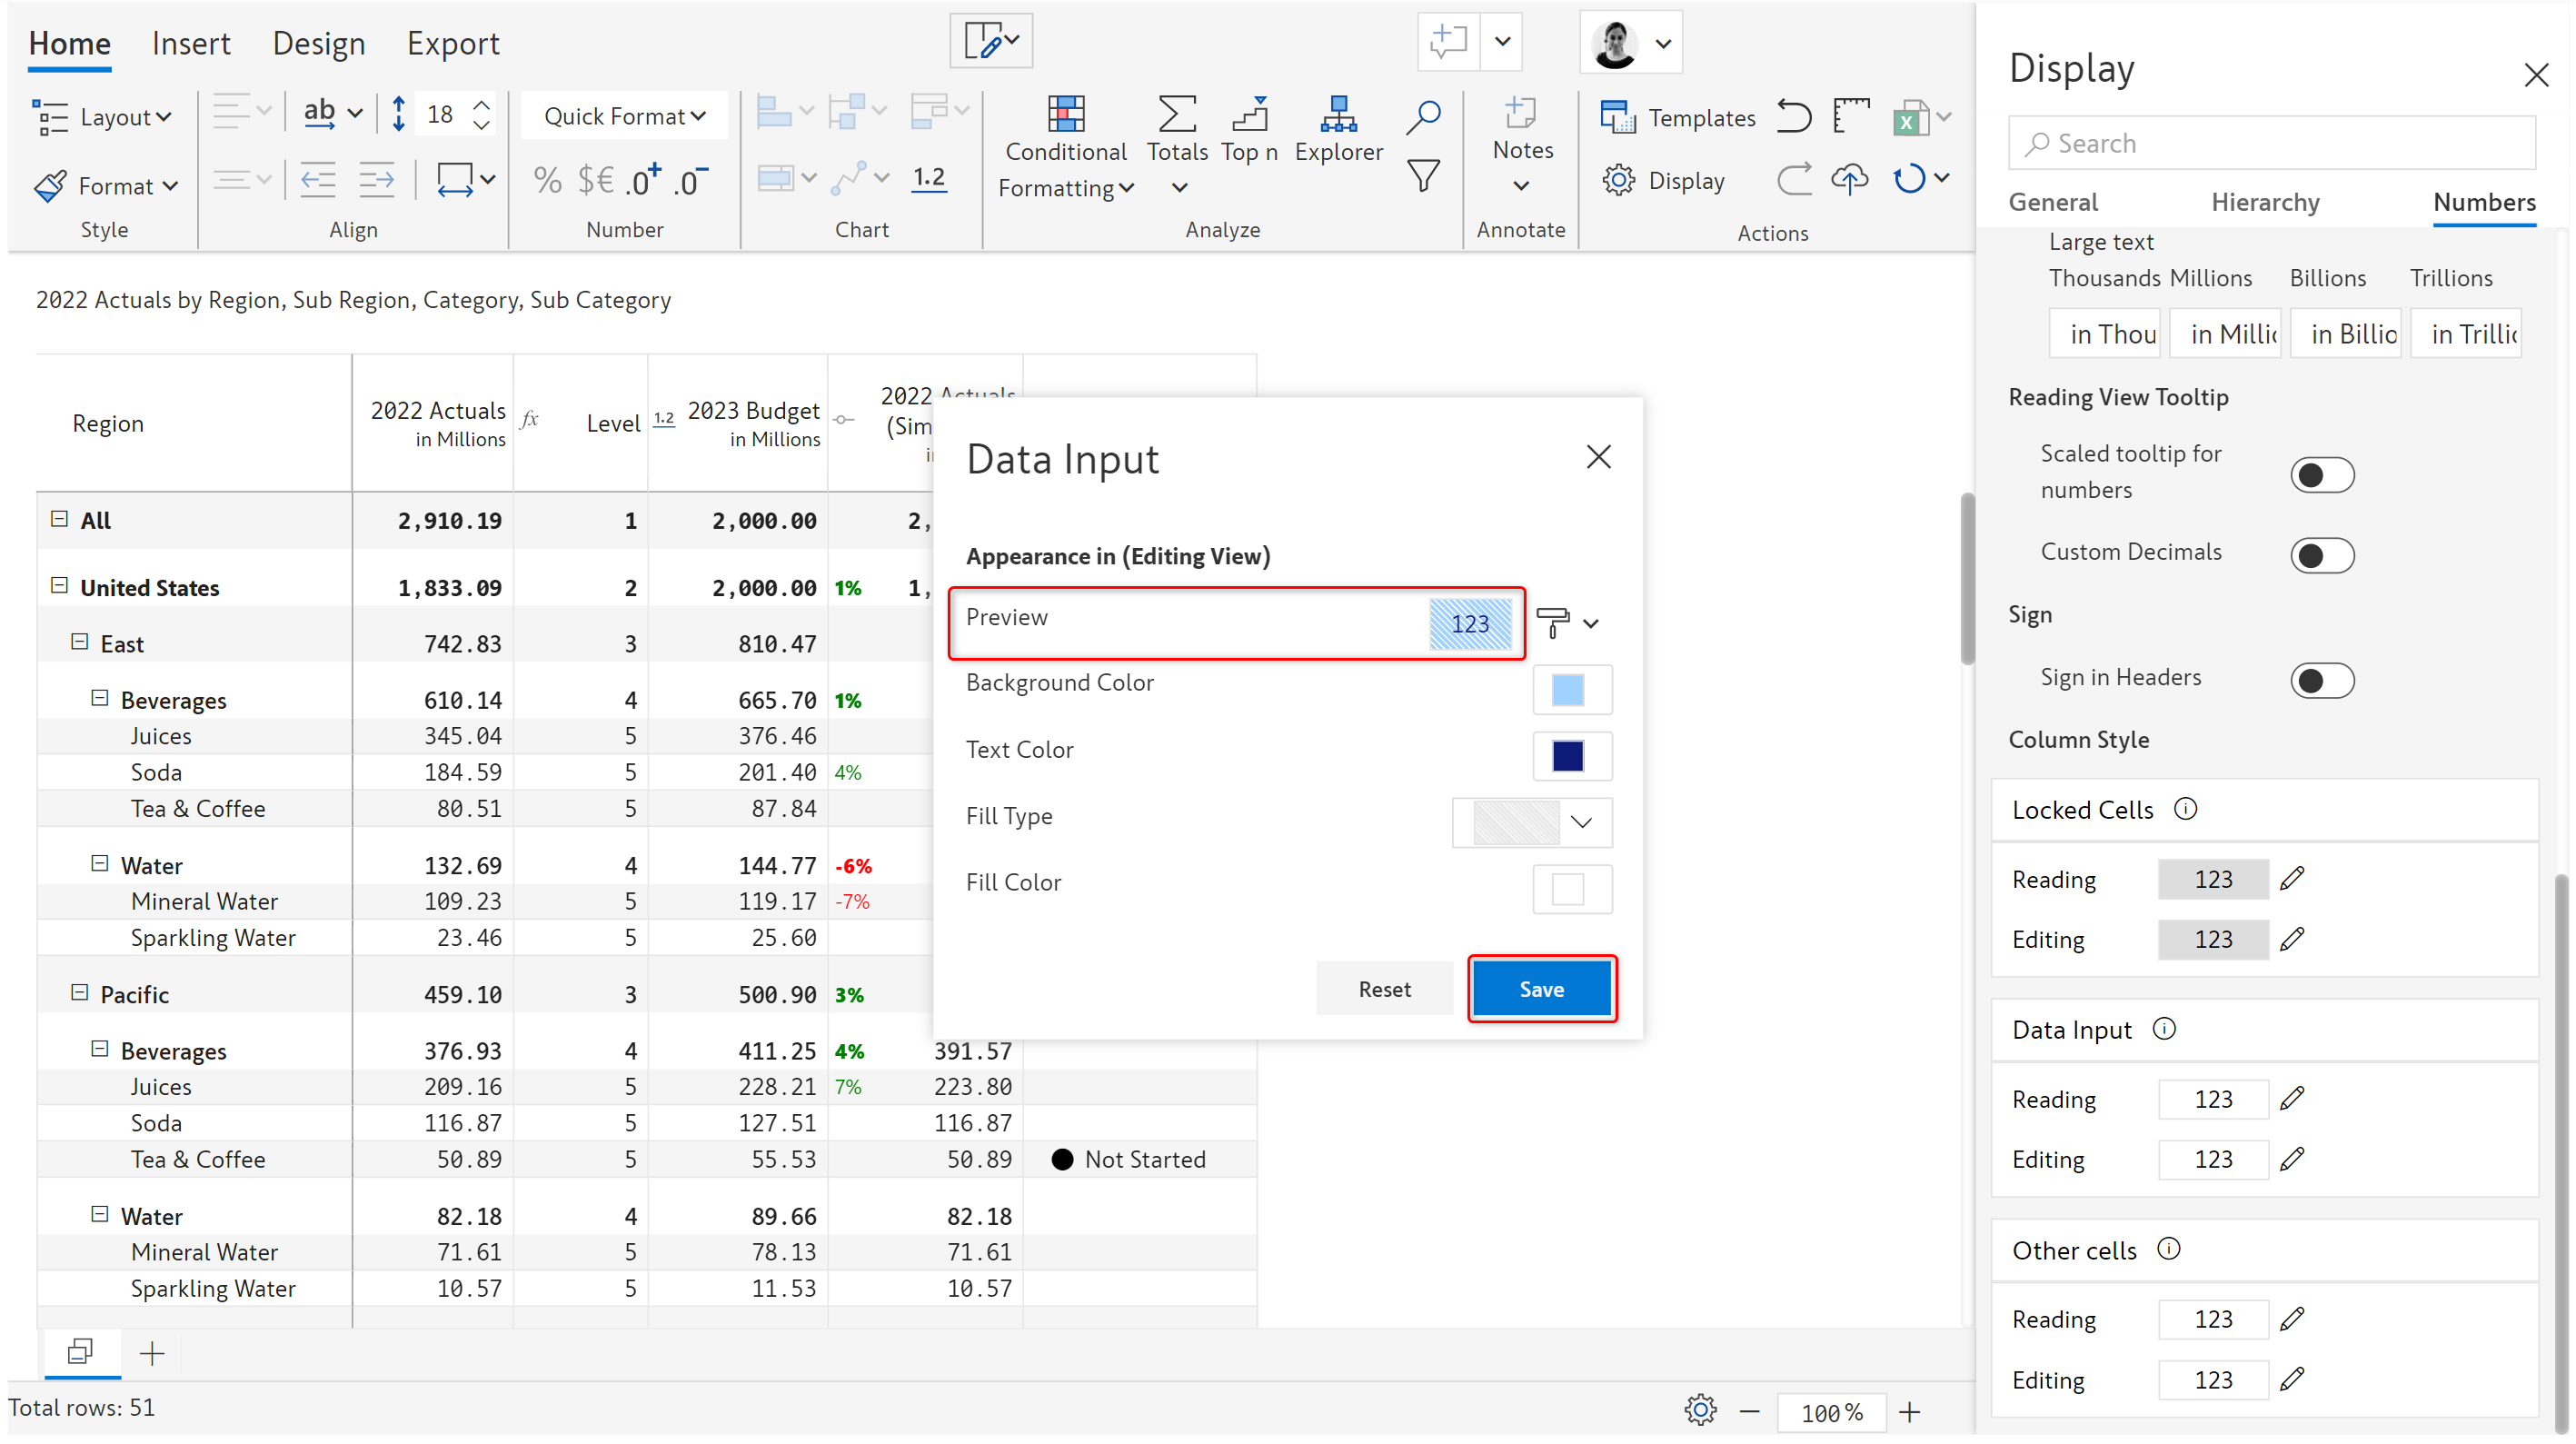 Home Insert Design Export
Layout ab 18 Quick Format Templates
Conditional Formatting Totals Top n Explorer Notes
Format % $€ .0+ .0- 1.2 Display
Style Align Number Chart Analyze Annotate Actions
2022 Actuals by Region, Sub Region, Category, Sub Category
Region 2022 Actuals in Millions fx Level 1.2 2023 Budget in Millions 2022 Actuals (Sim
All 2,910.19 1 2,000.00 2,
United States 1,833.09 2 2,000.00 1% 1,
East 742.83 3 810.47
Beverages 610.14 4 665.70 1%
Juices 345.04 5 376.46
Soda 184.59 5 201.40 4%
Tea & Coffee 80.51 5 87.84
Water 132.69 4 144.77 -6%
Mineral Water 109.23 5 119.17 -7%
Sparkling Water 23.46 5 25.60
Pacific 459.10 3 500.90 3%
Beverages 376.93 4 411.25 4% 391.57
Juices 209.16 5 228.21 7% 223.80
Soda 116.87 5 127.51 116.87
Tea & Coffee 50.89 5 55.53 50.89 Not Started
Water 82.18 4 89.66 82.18
Mineral Water 71.61 5 78.13 71.61
Sparkling Water 10.57 5 11.53 10.57
Total rows: 51
100%
Data Input
Appearance in (Editing View)
Preview 123
Background Color
Text Color
Fill Type
Fill Color
Reset Save
Display
Search
General Hierarchy Numbers
Large text
Thousands Millions Billions Trillions
in Thou in Milli in Billio in Trilli
Reading View Tooltip
Scaled tooltip for
numbers
Custom Decimals
Sign
Sign in Headers
Column Style
Locked Cells
Reading 123
Editing 123
Data Input
Reading 123
Editing 123
Other cells
Reading 123
Editing 123